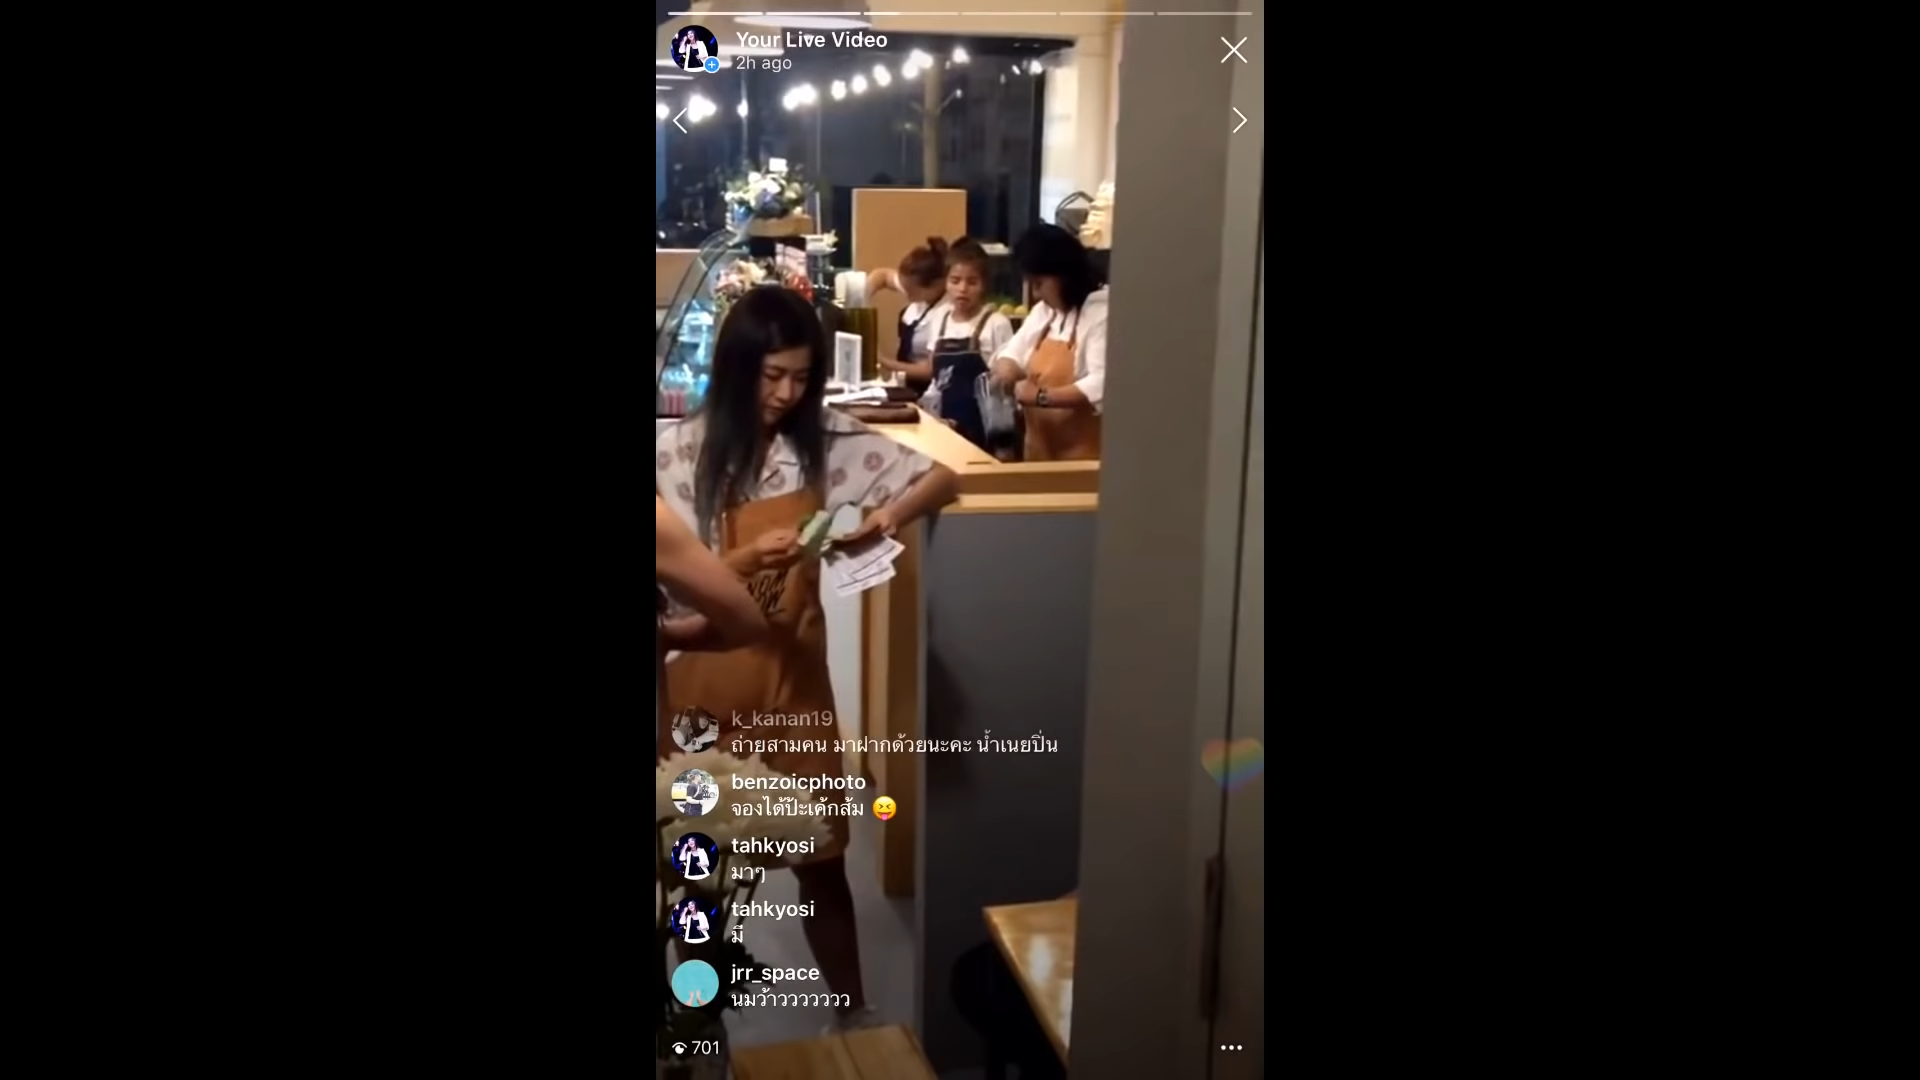 Your Live Video
2h ago
k_kanan19
ถ่ายสามคน มาฝากด้วยนะคะ น้ำเนยปิ่น
benzoicphoto
จองได้ป้ะเค้กส้ม 😝
tahkyosi
มาๆ
tahkyosi
มี
jrr_space
นมว้าวววววววว
701